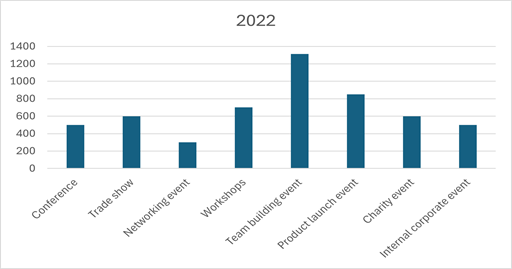 2022
1400
1200
1000
800
600
400
200
0
Conference
Trade show
Networking event
Workshops
Team building event
Product launch event
Charity event
Internal corporate event